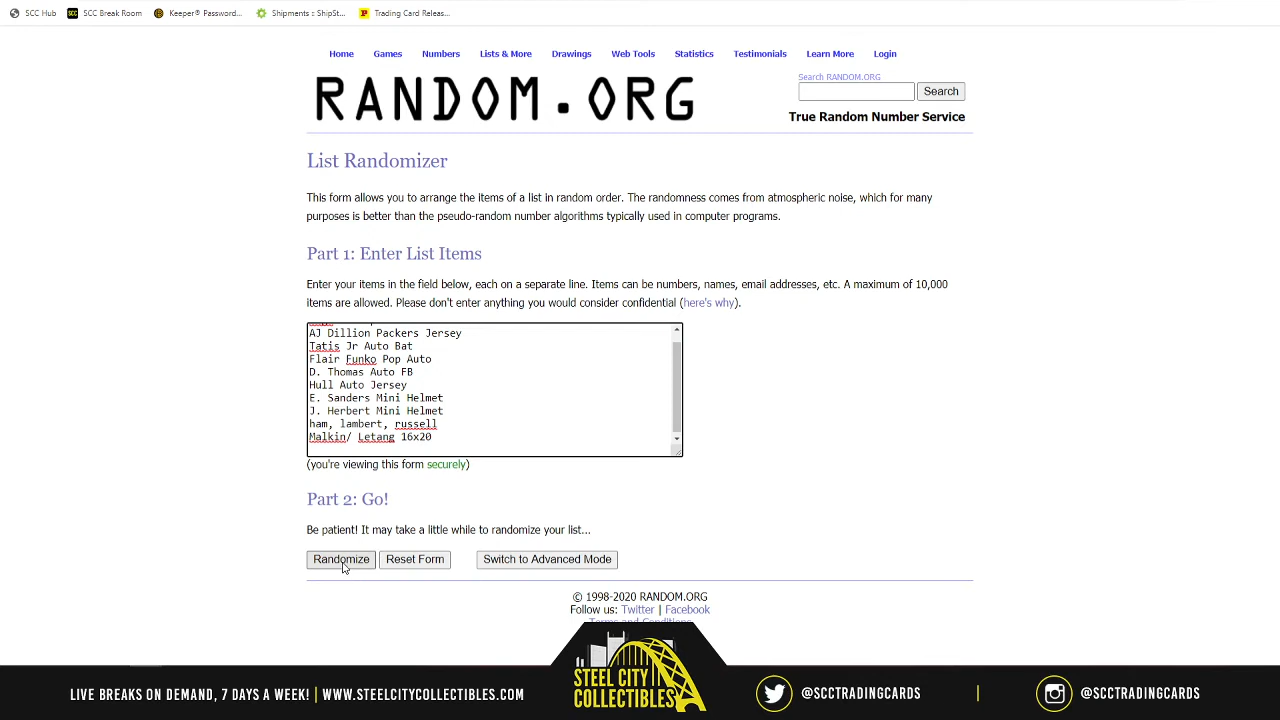 SCC Hub SCC Break Room Keeper® Password... Shipments :: ShipSt... Trading Card Releas...
Home Games Numbers Lists & More Drawings Web Tools Statistics Testimonials Learn More Login
RANDOM.ORG
Search RANDOM.ORG
Search
True Random Number Service
List Randomizer
This form allows you to arrange the items of a list in random order. The randomness comes from atmospheric noise, which for many
purposes is better than the pseudo-random number algorithms typically used in computer programs.
Part 1: Enter List Items
Enter your items in the field below, each on a separate line. Items can be numbers, names, email addresses, etc. A maximum of 10,000
items are allowed. Please don't enter anything you would consider confidential (here's why).
AJ Dillion Packers Jersey
Tatis Jr Auto Bat
Flair Funko Pop Auto
D. Thomas Auto FB
Hull Auto Jersey
E. Sanders Mini Helmet
J. Herbert Mini Helmet
ham, lambert, russell
Malkin/ Letang 16x20
(you're viewing this form securely)
Part 2: Go!
Be patient! It may take a little while to randomize your list...
Randomize Reset Form Switch to Advanced Mode
© 1998-2020 RANDOM.ORG
Follow us: Twitter | Facebook
Terms and Conditions
LIVE BREAKS ON DEMAND, 7 DAYS A WEEK! | WWW.STEELCITYCOLLECTIBLES.COM
STEEL CITY
COLLECTIBLES
@SCCTRADINGCARDS | @SCCTRADINGCARDS